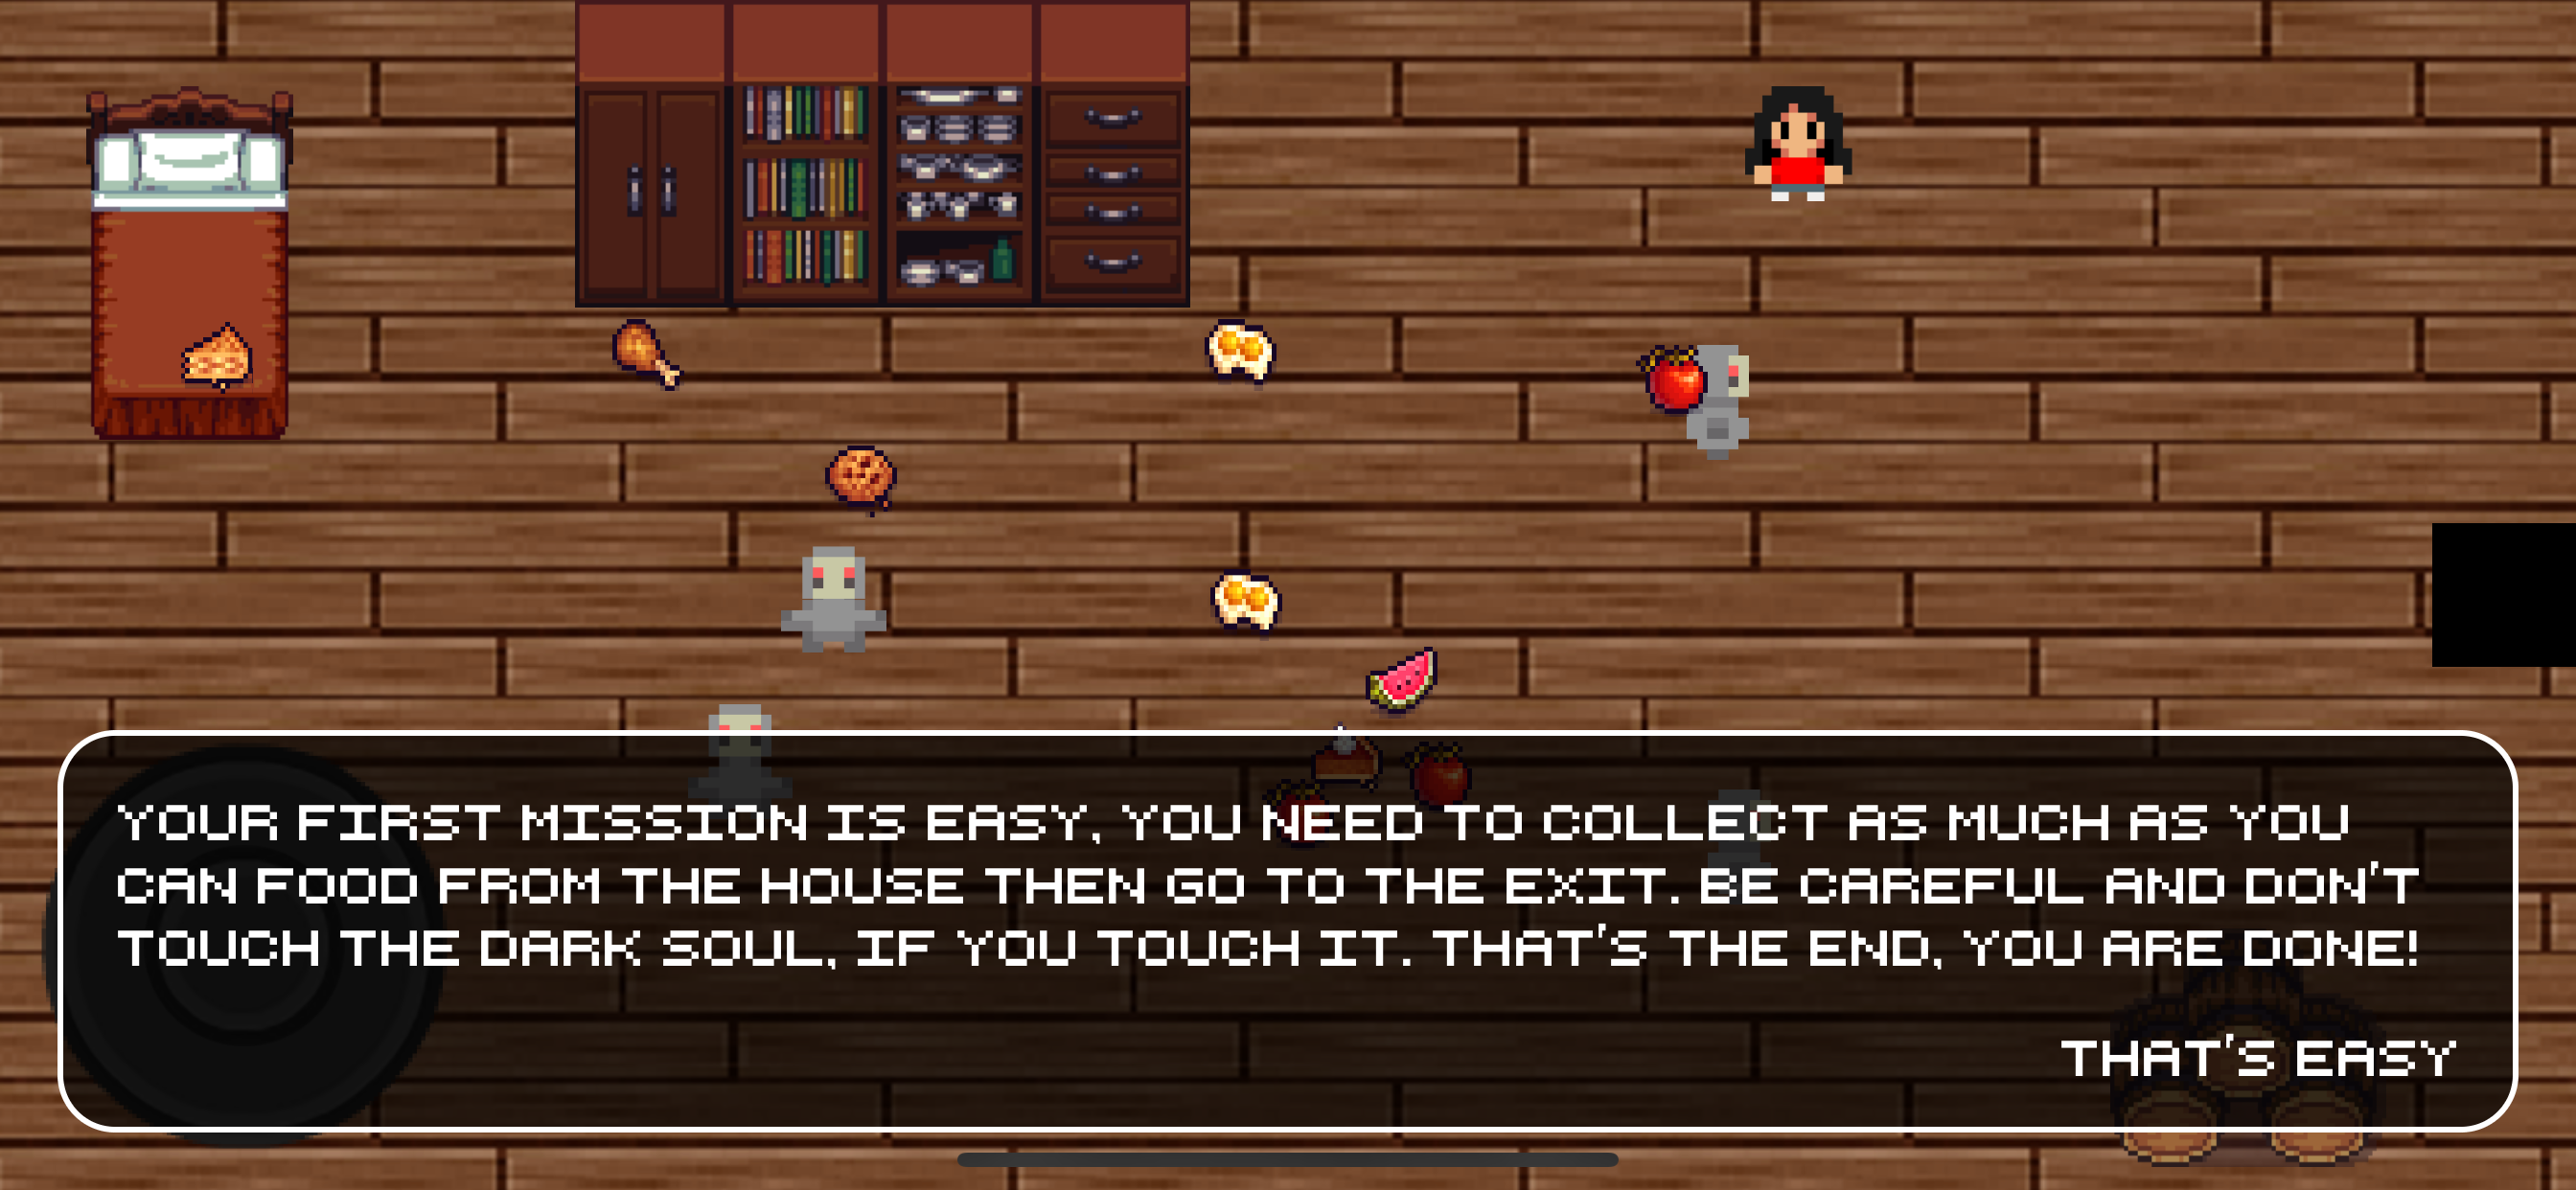 YOUR FIRST MISSION IS EASY, YOU NEED TO COLLECT AS MUCH AS YOU
CAN FOOD FROM THE HOUSE THEN GO TO THE EXIT. BE CAREFUL AND DON'T
TOUCH THE DARK SOUL, IF YOU TOUCH IT. THAT'S THE END, YOU ARE DONE!
THAT'S EASY